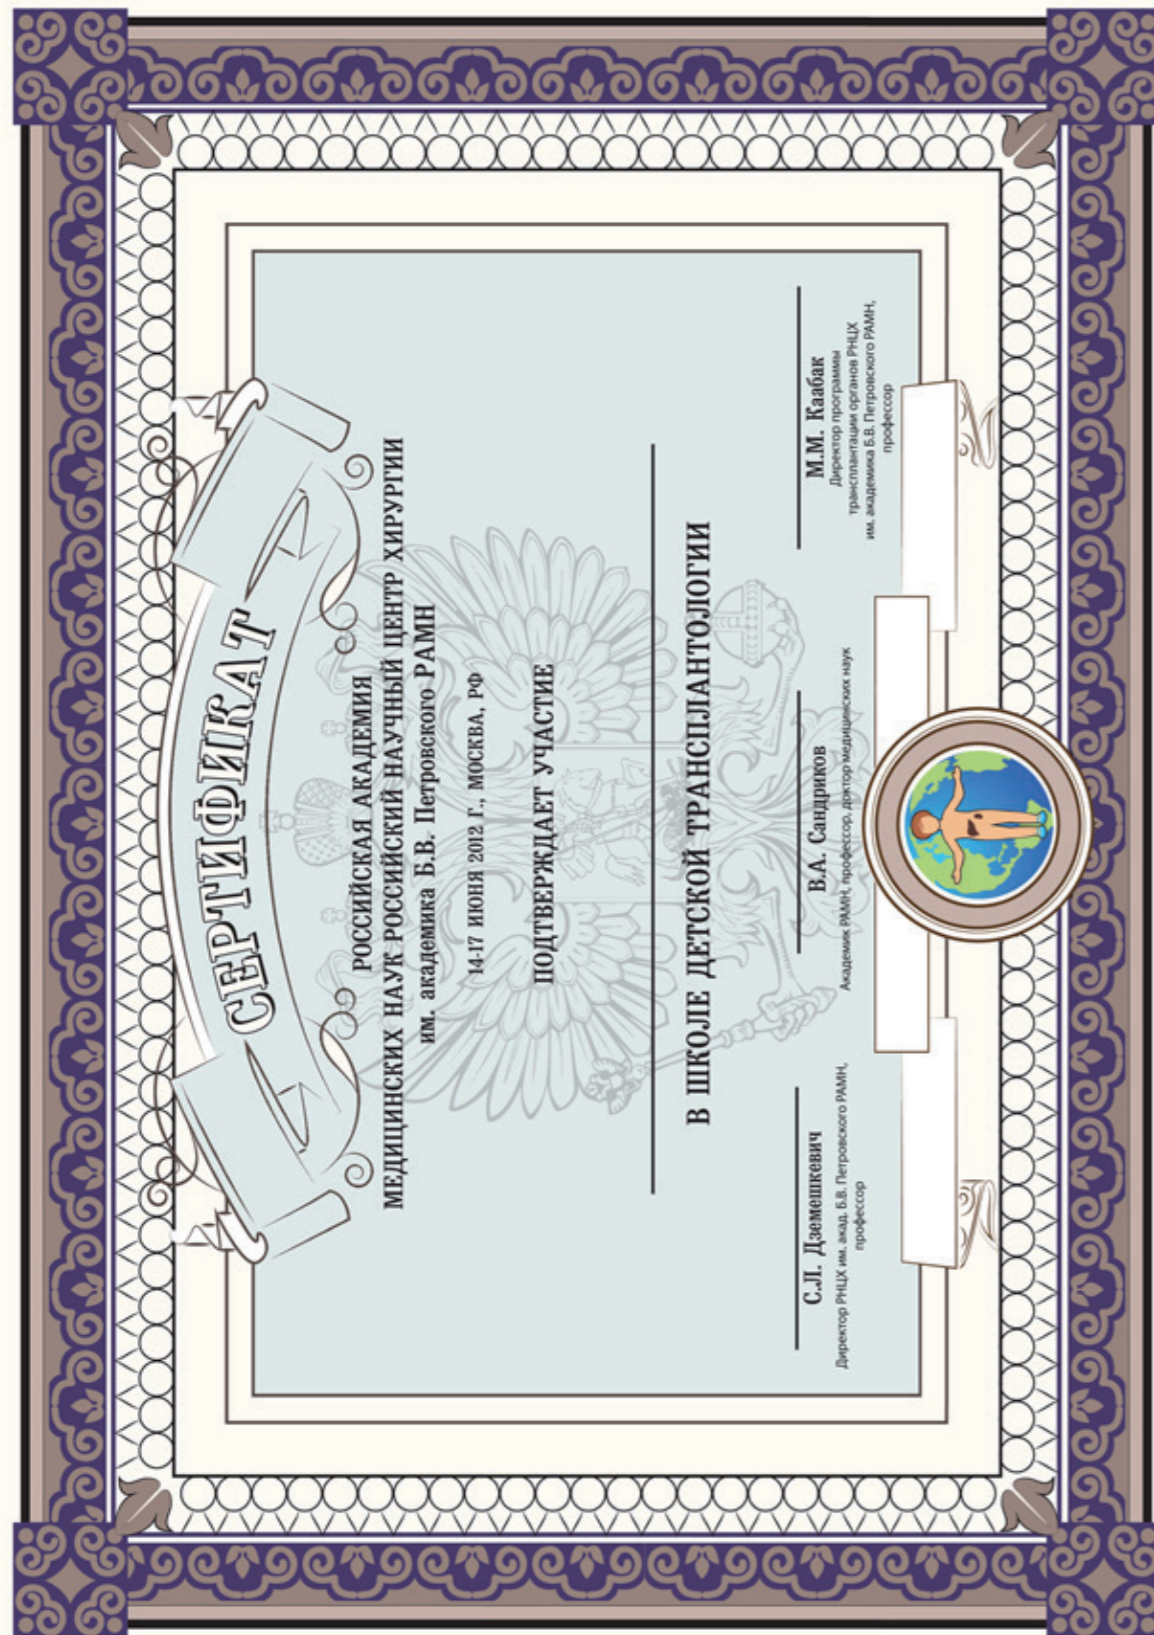 СЕРТИФИКАТ
РОССИЙСКАЯ АКАДЕМИЯ
МЕДИЦИНСКИХ НАУК РОССИЙСКИЙ НАУЧНЫЙ ЦЕНТР ХИРУРГИИ
им. академика Б.В. Петровского РАМН
14-17 ИЮНЯ 2012 Г., МОСКВА, РФ
ПОДТВЕРЖДАЕТ УЧАСТИЕ
В ШКОЛЕ ДЕТСКОЙ ТРАНСПЛАНТОЛОГИИ
С.Л. Дземешкевич
Директор РНЦХ им. акад. Б.В. Петровского РАМН,
профессор
В.А. Сандриков
Академик РАМН, профессор, доктор медицинских наук
М.М. Каабак
Директор программы
трансплантации органов РНЦХ
им. академика Б.В. Петровского РАМН,
профессор